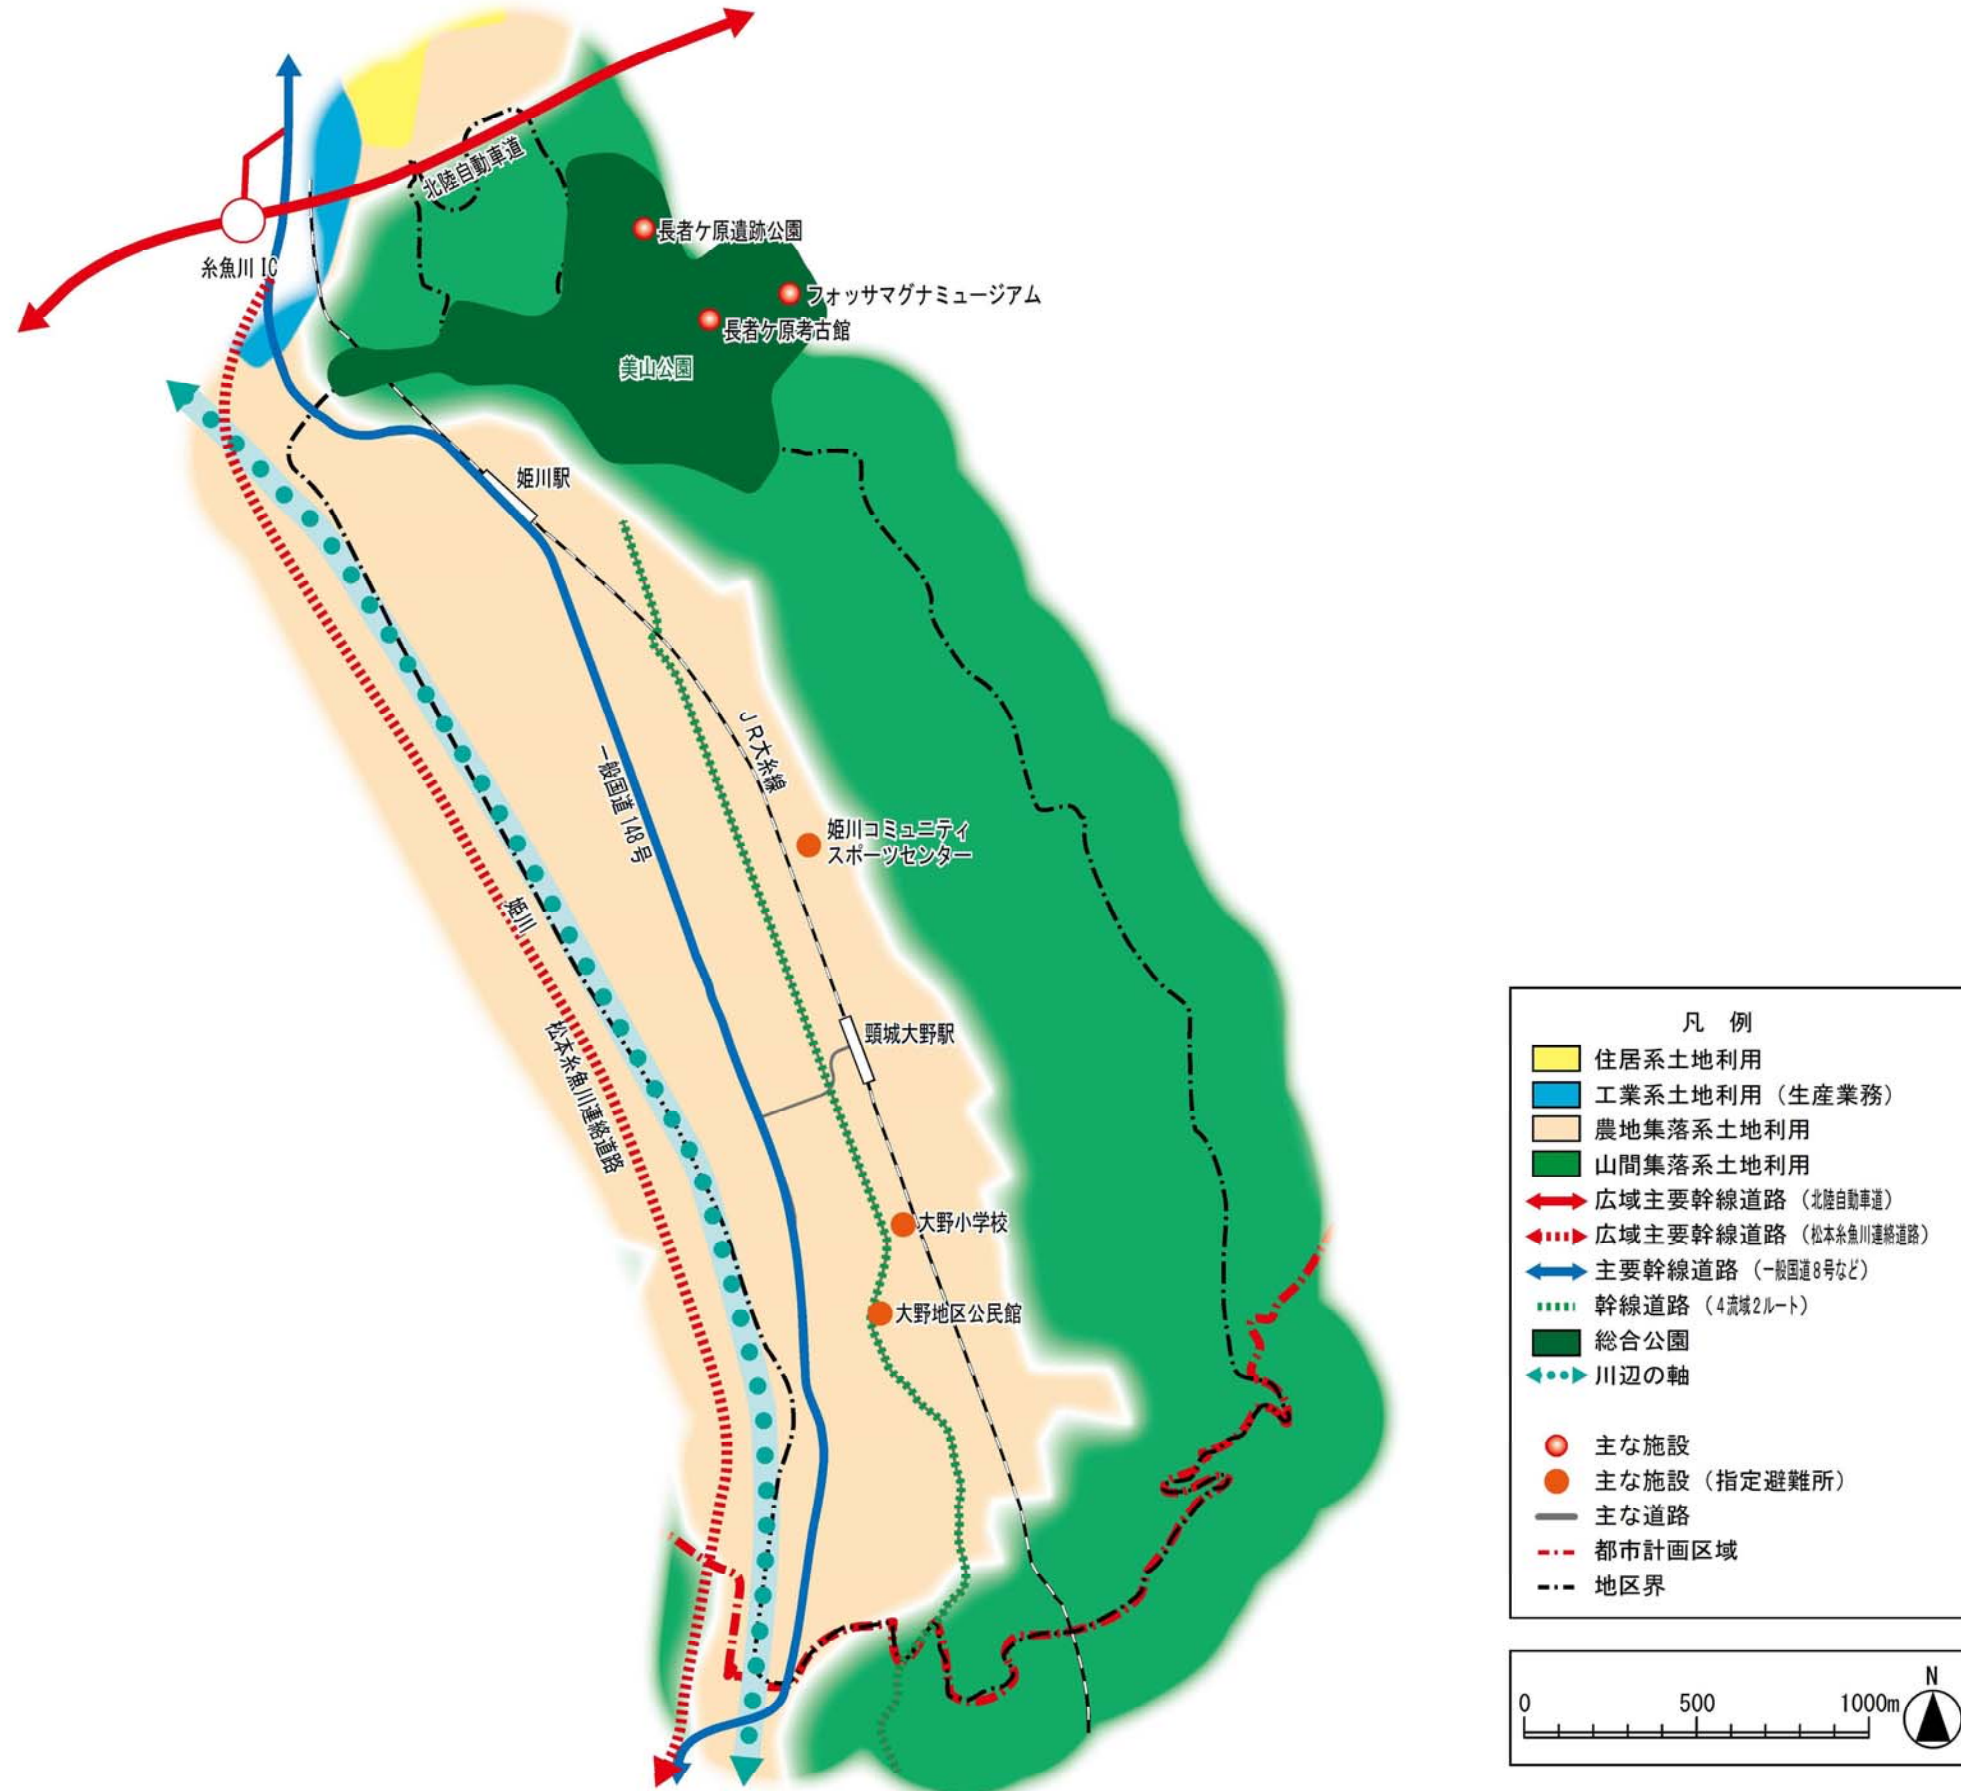 北陸自動車道
長者ケ原遺跡公園
糸魚川 IC
フォッサマグナミュージアム
長者ケ原考古館
美山公園
姫川駅
JR大糸線
一般国道 148号
姫川コミュニティ
スポーツセンター
姫川
松本糸魚川連絡道路
頸城大野駅
大野小学校
大野地区公民館
凡 例
住居系土地利用
工業系土地利用（生産業務）
農地集落系土地利用
山間集落系土地利用
広域主要幹線道路（北陸自動車道）
広域主要幹線道路（松本糸魚川連絡道路）
主要幹線道路（一般国道8号など）
幹線道路（4流域2ルート）
総合公園
川辺の軸
主な施設
主な施設（指定避難所）
主な道路
都市計画区域
地区界
0 500 1000m
N